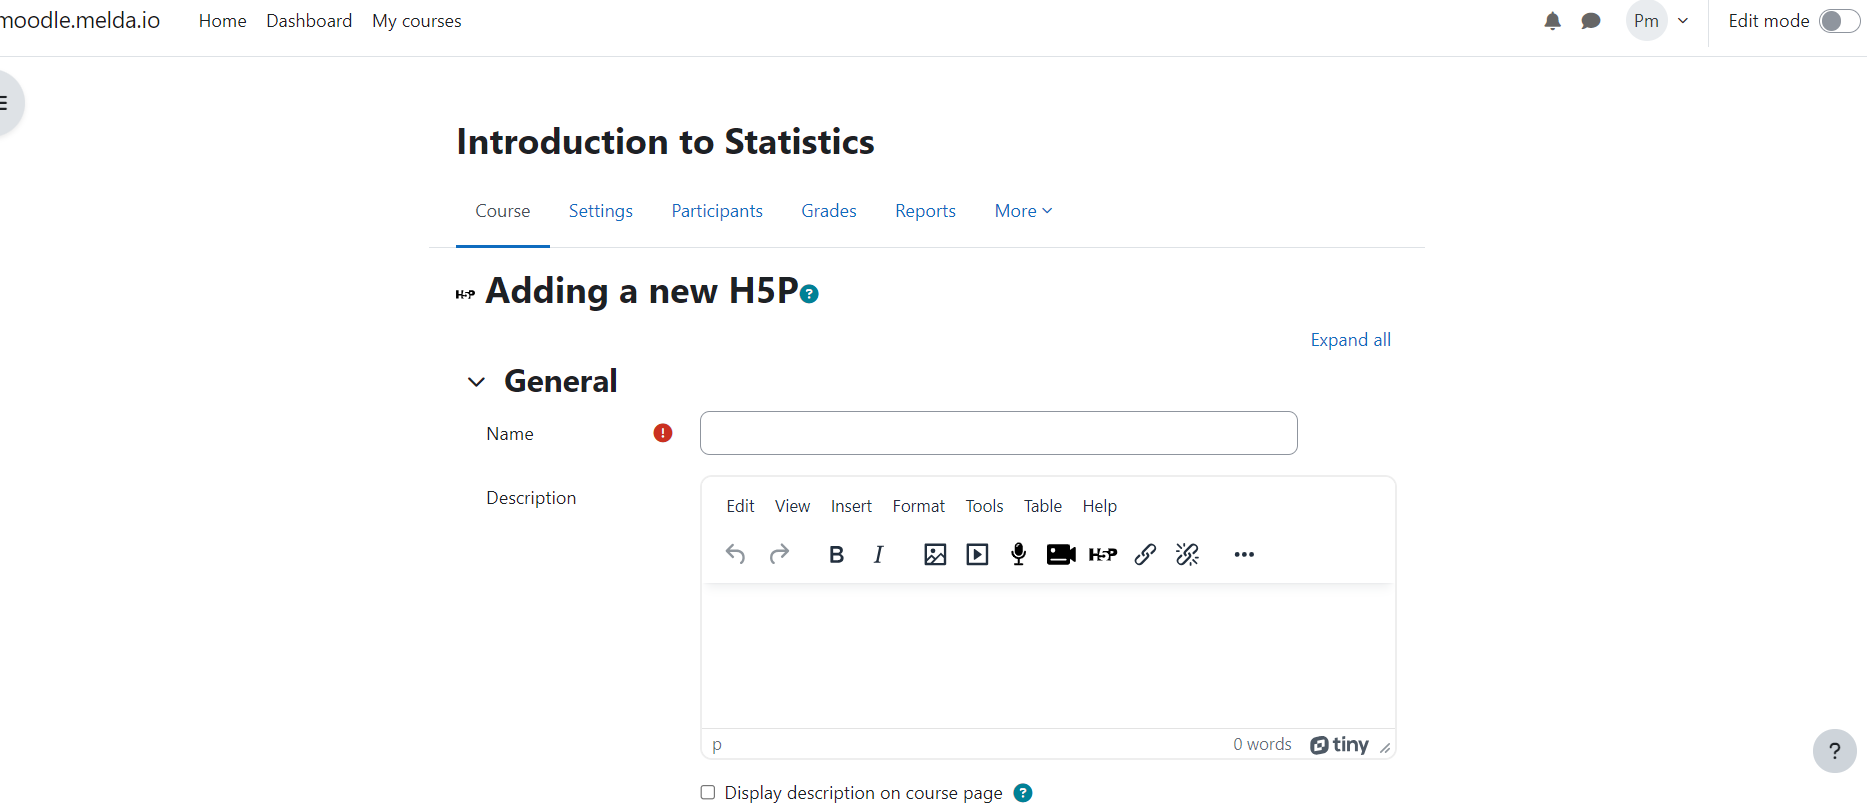 moodle.melda.io Home Dashboard My courses Pm Edit mode
Introduction to Statistics
Course Settings Participants Grades Reports More
H5P Adding a new H5P ?
Expand all
General
Name !
Description
Edit View Insert Format Tools Table Help
B I H5P ...
p 0 words tiny
?
Display description on course page ?